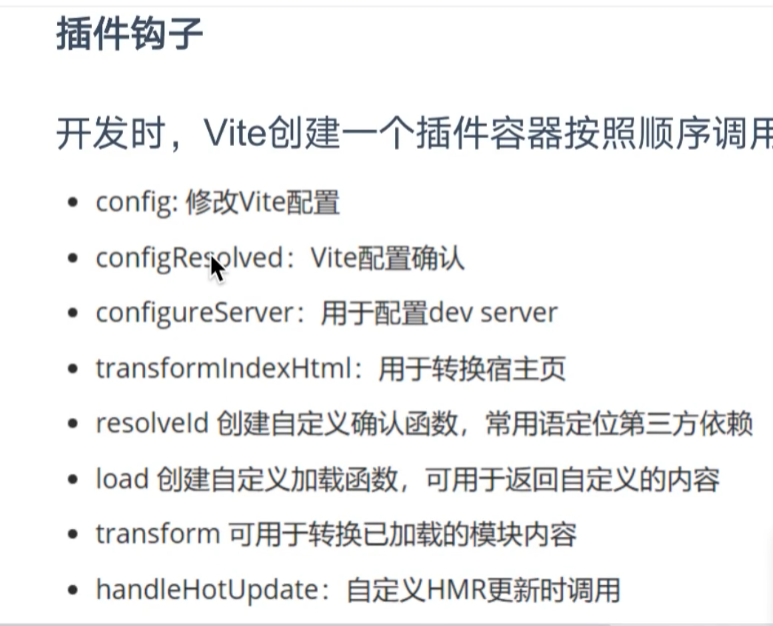 插件钩子
开发时，Vite创建一个插件容器按照顺序调用
config: 修改Vite配置
configResolved：Vite配置确认
configureServer：用于配置dev server
transformIndexHtml：用于转换宿主页
resolveId 创建自定义确认函数，常用语定位第三方依赖
load 创建自定义加载函数，可用于返回自定义的内容
transform 可用于转换已加载的模块内容
handleHotUpdate：自定义HMR更新时调用